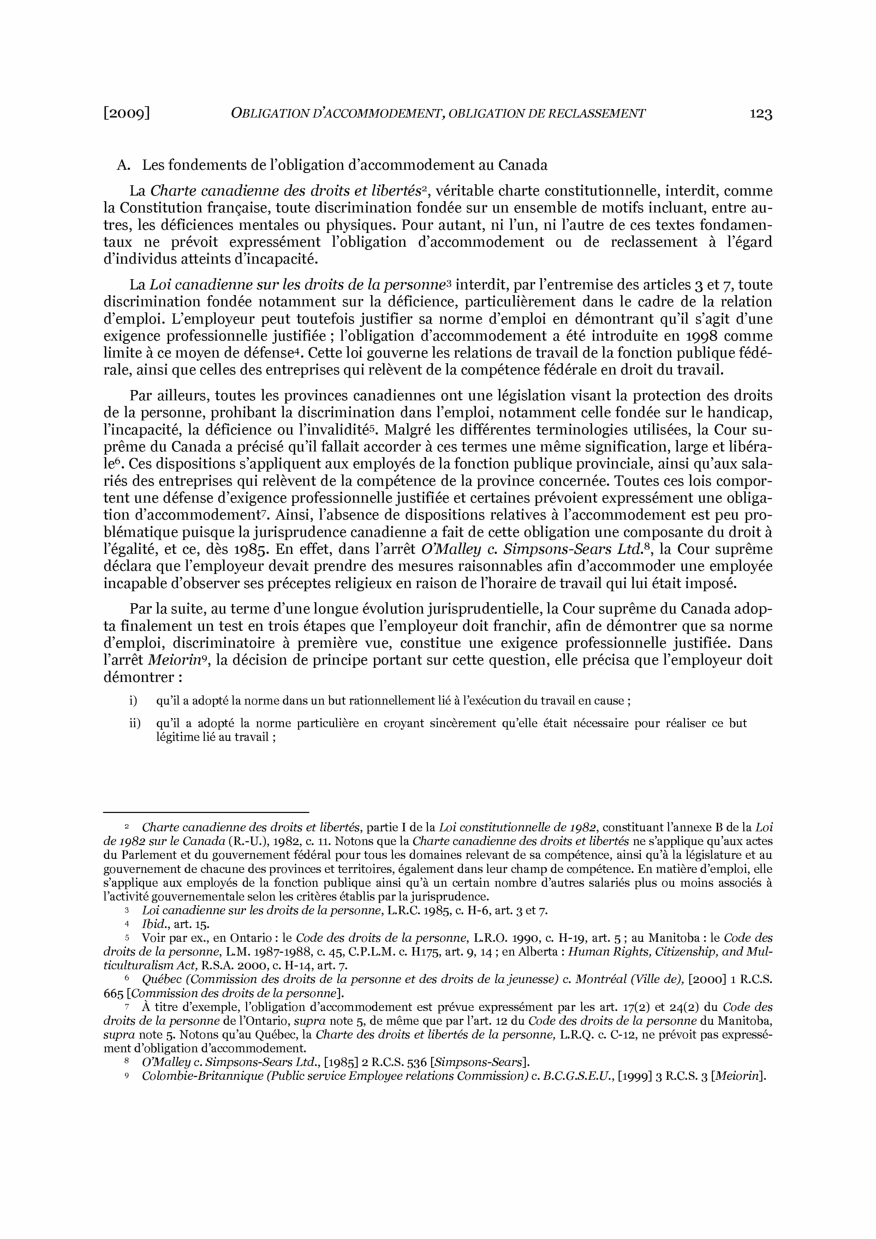 [2009] OBLIGATION D’ACCOMMODEMENT, OBLIGATION DE RECLASSEMENT 123
A. Les fondements de l’obligation d’accommodement au Canada
La Charte canadienne des droits et libertés2, véritable charte constitutionnelle, interdit, comme
la Constitution française, toute discrimination fondée sur un ensemble de motifs incluant, entre au-
tres, les déficiences mentales ou physiques. Pour autant, ni l’un, ni l’autre de ces textes fondamen-
taux ne prévoit expressément l’obligation d’accommodement ou de reclassement à l’égard
d’individus atteints d’incapacité.
La Loi canadienne sur les droits de la personne3 interdit, par l’entremise des articles 3 et 7, toute
discrimination fondée notamment sur la déficience, particulièrement dans le cadre de la relation
d’emploi. L’employeur peut toutefois justifier sa norme d’emploi en démontrant qu’il s’agit d’une
exigence professionnelle justifiée ; l’obligation d’accommodement a été introduite en 1998 comme
limite à ce moyen de défense4. Cette loi gouverne les relations de travail de la fonction publique fédé-
rale, ainsi que celles des entreprises qui relèvent de la compétence fédérale en droit du travail.
Par ailleurs, toutes les provinces canadiennes ont une législation visant la protection des droits
de la personne, prohibant la discrimination dans l’emploi, notamment celle fondée sur le handicap,
l’incapacité, la déficience ou l’invalidité5. Malgré les différentes terminologies utilisées, la Cour su-
prême du Canada a précisé qu’il fallait accorder à ces termes une même signification, large et libéra-
le6. Ces dispositions s’appliquent aux employés de la fonction publique provinciale, ainsi qu’aux sala-
riés des entreprises qui relèvent de la compétence de la province concernée. Toutes ces lois compor-
tent une défense d’exigence professionnelle justifiée et certaines prévoient expressément une obliga-
tion d’accommodement7. Ainsi, l’absence de dispositions relatives à l’accommodement est peu pro-
blématique puisque la jurisprudence canadienne a fait de cette obligation une composante du droit à
l’égalité, et ce, dès 1985. En effet, dans l’arrêt O’Malley c. Simpsons-Sears Ltd.8, la Cour suprême
déclara que l’employeur devait prendre des mesures raisonnables afin d’accommoder une employée
incapable d’observer ses préceptes religieux en raison de l’horaire de travail qui lui était imposé.
Par la suite, au terme d’une longue évolution jurisprudentielle, la Cour suprême du Canada adop-
ta finalement un test en trois étapes que l’employeur doit franchir, afin de démontrer que sa norme
d’emploi, discriminatoire à première vue, constitue une exigence professionnelle justifiée. Dans
l’arrêt Meiorin9, la décision de principe portant sur cette question, elle précisa que l’employeur doit
démontrer :
i) qu’il a adopté la norme dans un but rationnellement lié à l’exécution du travail en cause ;
ii) qu’il a adopté la norme particulière en croyant sincèrement qu’elle était nécessaire pour réaliser ce but
légitime lié au travail ;
2 Charte canadienne des droits et libertés, partie I de la Loi constitutionnelle de 1982, constituant l’annexe B de la Loi
de 1982 sur le Canada (R.-U.), 1982, c. 11. Notons que la Charte canadienne des droits et libertés ne s’applique qu’aux actes
du Parlement et du gouvernement fédéral pour tous les domaines relevant de sa compétence, ainsi qu’à la législature et au
gouvernement de chacune des provinces et territoires, également dans leur champ de compétence. En matière d’emploi, elle
s’applique aux employés de la fonction publique ainsi qu’à un certain nombre d’autres salariés plus ou moins associés à
l’activité gouvernementale selon les critères établis par la jurisprudence.
3 Loi canadienne sur les droits de la personne, L.R.C. 1985, c. H-6, art. 3 et 7.
4 Ibid., art. 15.
5 Voir par ex., en Ontario : le Code des droits de la personne, L.R.O. 1990, c. H-19, art. 5 ; au Manitoba : le Code des
droits de la personne, L.M. 1987-1988, c. 45, C.P.L.M. c. H175, art. 9, 14 ; en Alberta : Human Rights, Citizenship, and Mul-
ticulturalism Act, R.S.A. 2000, c. H-14, art. 7.
6 Québec (Commission des droits de la personne et des droits de la jeunesse) c. Montréal (Ville de), [2000] 1 R.C.S.
665 [Commission des droits de la personne].
7 À titre d’exemple, l’obligation d’accommodement est prévue expressément par les art. 17(2) et 24(2) du Code des
droits de la personne de l’Ontario, supra note 5, de même que par l’art. 12 du Code des droits de la personne du Manitoba,
supra note 5. Notons qu’au Québec, la Charte des droits et libertés de la personne, L.R.Q. c. C-12, ne prévoit pas expressé-
ment d’obligation d’accommodement.
8 O’Malley c. Simpsons-Sears Ltd., [1985] 2 R.C.S. 536 [Simpsons-Sears].
9 Colombie-Britannique (Public service Employee relations Commission) c. B.C.G.S.E.U., [1999] 3 R.C.S. 3 [Meiorin].